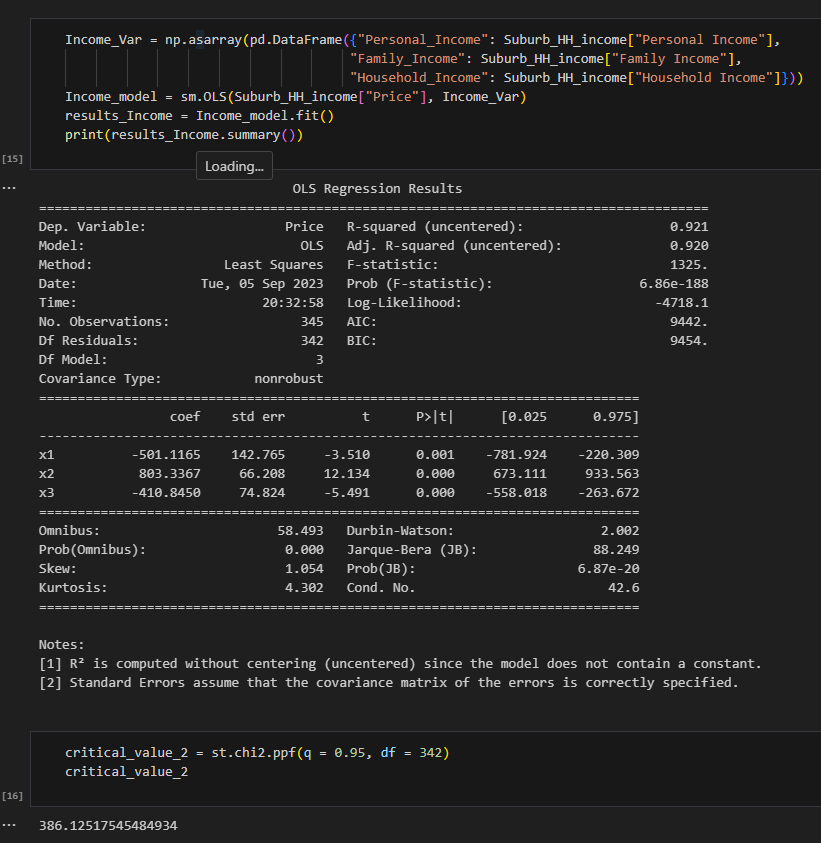 Income_Var = np.asarray(pd.DataFrame({"Personal_Income": Suburb_HH_income["Personal Income"],
"Family_Income": Suburb_HH_income["Family Income"],
"Household_Income": Suburb_HH_income["Household Income"]}))
Income_model = sm.OLS(Suburb_HH_income["Price"], Income_Var)
results_Income = Income_model.fit()
print(results_Income.summary())
[15]
Loading...
...
OLS Regression Results
==============================================================================
Dep. Variable: Price R-squared (uncentered): 0.921
Model: OLS Adj. R-squared (uncentered): 0.920
Method: Least Squares F-statistic: 1325.
Date: Tue, 05 Sep 2023 Prob (F-statistic): 6.86e-188
Time: 20:32:58 Log-Likelihood: -4718.1
No. Observations: 345 AIC: 9442.
Df Residuals: 342 BIC: 9454.
Df Model: 3
Covariance Type: nonrobust
==============================================================================
coef std err t P>|t| [0.025 0.975]
------------------------------------------------------------------------------
x1 -501.1165 142.765 -3.510 0.001 -781.924 -220.309
x2 803.3367 66.208 12.134 0.000 673.111 933.563
x3 -410.8450 74.824 -5.491 0.000 -558.018 -263.672
==============================================================================
Omnibus: 58.493 Durbin-Watson: 2.002
Prob(Omnibus): 0.000 Jarque-Bera (JB): 88.249
Skew: 1.054 Prob(JB): 6.87e-20
Kurtosis: 4.302 Cond. No. 42.6
==============================================================================
Notes:
[1] R² is computed without centering (uncentered) since the model does not contain a constant.
[2] Standard Errors assume that the covariance matrix of the errors is correctly specified.
critical_value_2 = st.chi2.ppf(q = 0.95, df = 342)
critical_value_2
[16]
...
386.12517545484934